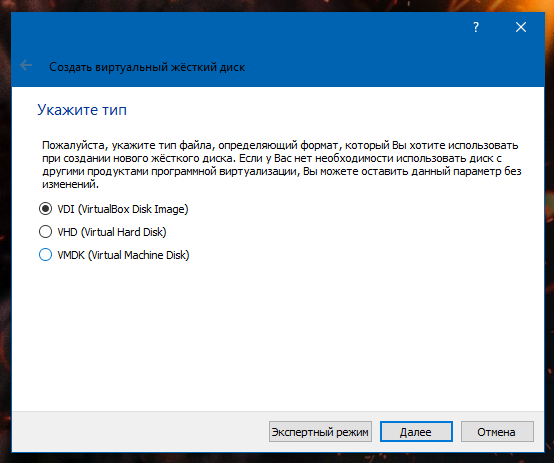 ?
Создать виртуальный жёсткий диск
Укажите тип
Пожалуйста, укажите тип файла, определяющий формат, который Вы хотите использовать
при создании нового жёсткого диска. Если у Вас нет необходимости использовать диск с
другими продуктами программной виртуализации, Вы можете оставить данный параметр без
изменений.
VDI (VirtualBox Disk Image)
VHD (Virtual Hard Disk)
VMDK (Virtual Machine Disk)
Экспертный режим Далее Отмена